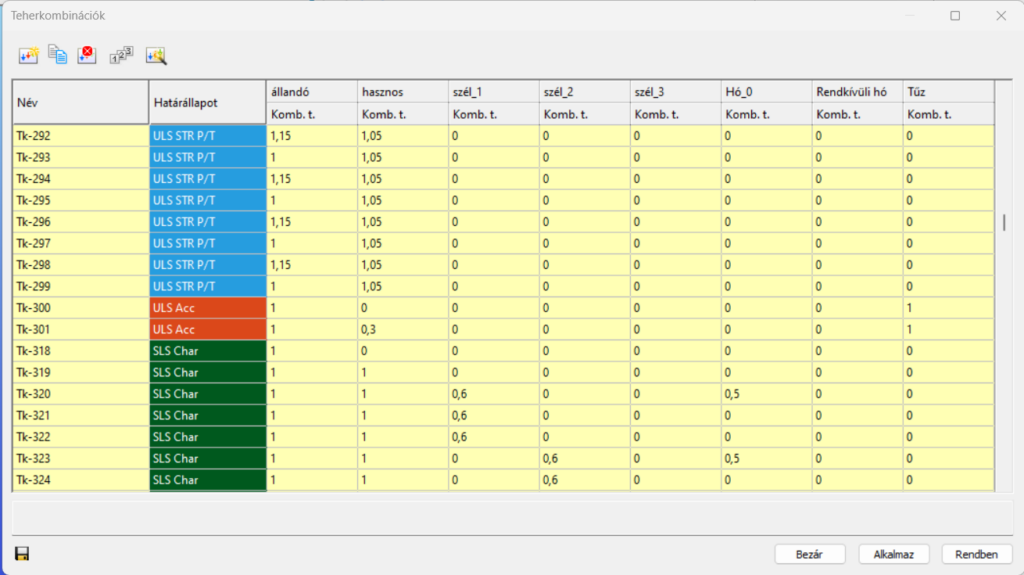 Teherkombinációk
1 2 3
Név Határállapot állandó hasznos szél_1 szél_2 szél_3 Hó_0 Rendkívüli hó Tűz
Komb. t. Komb. t. Komb. t. Komb. t. Komb. t. Komb. t. Komb. t. Komb. t.
Tk-292 ULS STR P/T 1,15 1,05 0 0 0 0 0 0
Tk-293 ULS STR P/T 1 1,05 0 0 0 0 0 0
Tk-294 ULS STR P/T 1,15 1,05 0 0 0 0 0 0
Tk-295 ULS STR P/T 1 1,05 0 0 0 0 0 0
Tk-296 ULS STR P/T 1,15 1,05 0 0 0 0 0 0
Tk-297 ULS STR P/T 1 1,05 0 0 0 0 0 0
Tk-298 ULS STR P/T 1,15 1,05 0 0 0 0 0 0
Tk-299 ULS STR P/T 1 1,05 0 0 0 0 0 0
Tk-300 ULS Acc 1 0 0 0 0 0 0 1
Tk-301 ULS Acc 1 0,3 0 0 0 0 0 1
Tk-318 SLS Char 1 0 0 0 0 0 0 0
Tk-319 SLS Char 1 1 0 0 0 0 0 0
Tk-320 SLS Char 1 1 0,6 0 0 0,5 0 0
Tk-321 SLS Char 1 1 0,6 0 0 0 0 0
Tk-322 SLS Char 1 1 0,6 0 0 0 0 0
Tk-323 SLS Char 1 1 0 0,6 0 0,5 0 0
Tk-324 SLS Char 1 1 0 0,6 0 0 0 0
Bezár Alkalmaz Rendben